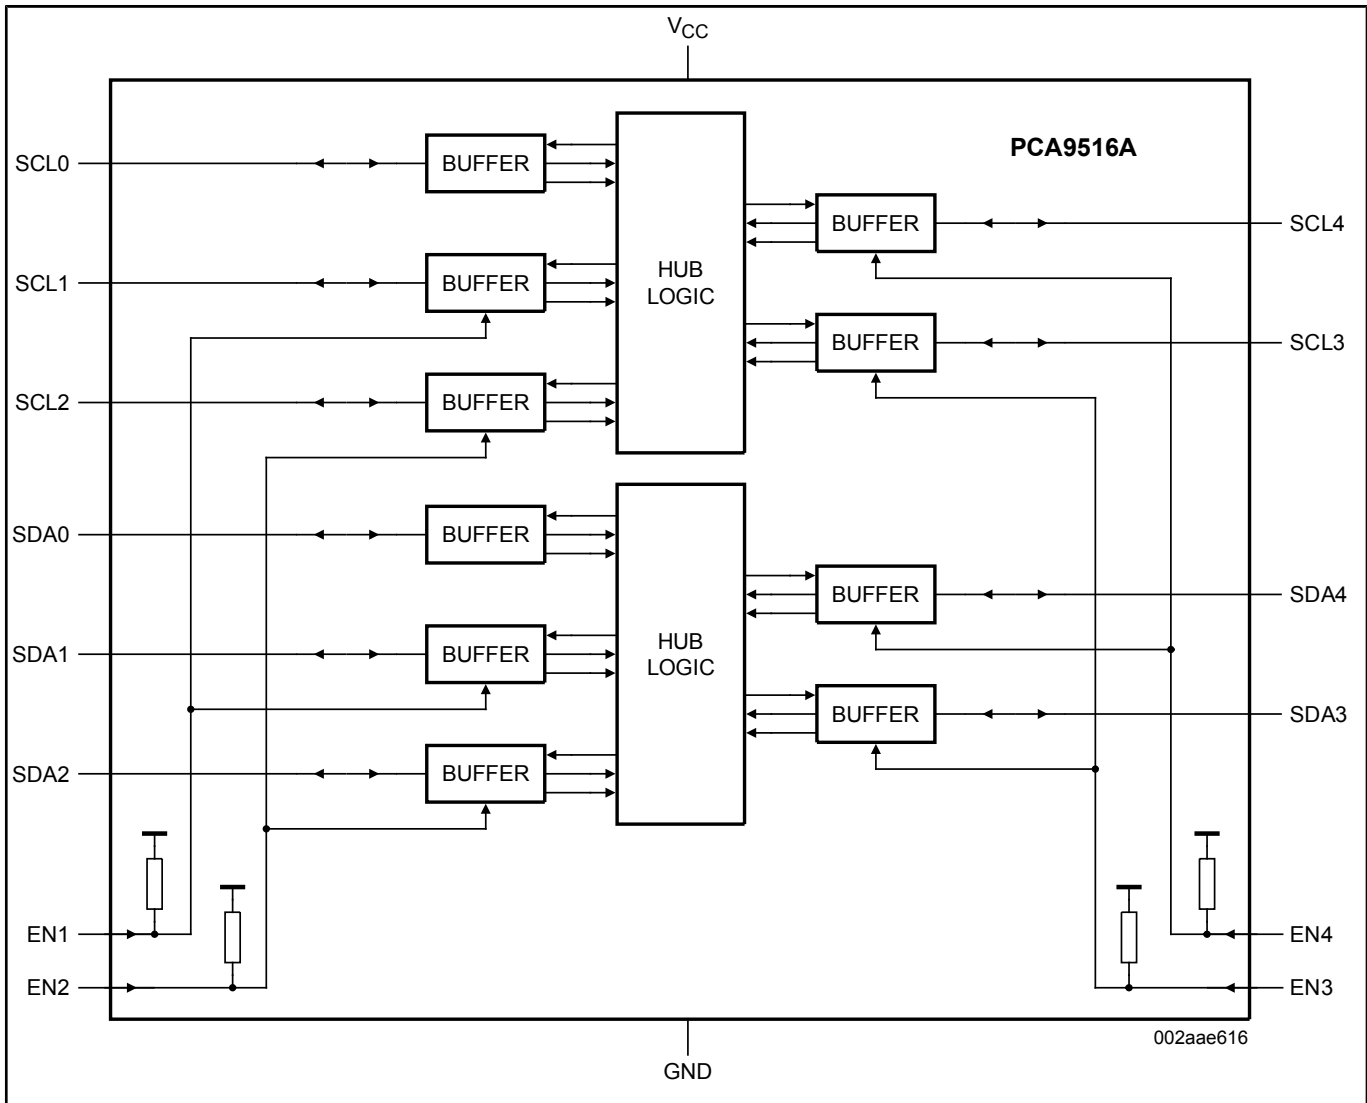 VCC
PCA9516A
SCL0
BUFFER
SCL1
BUFFER
SCL2
BUFFER
HUB
LOGIC
BUFFER
SCL4
BUFFER
SCL3
SDA0
BUFFER
SDA1
BUFFER
SDA2
BUFFER
HUB
LOGIC
BUFFER
SDA4
BUFFER
SDA3
EN1
EN2
EN4
EN3
002aae616
GND